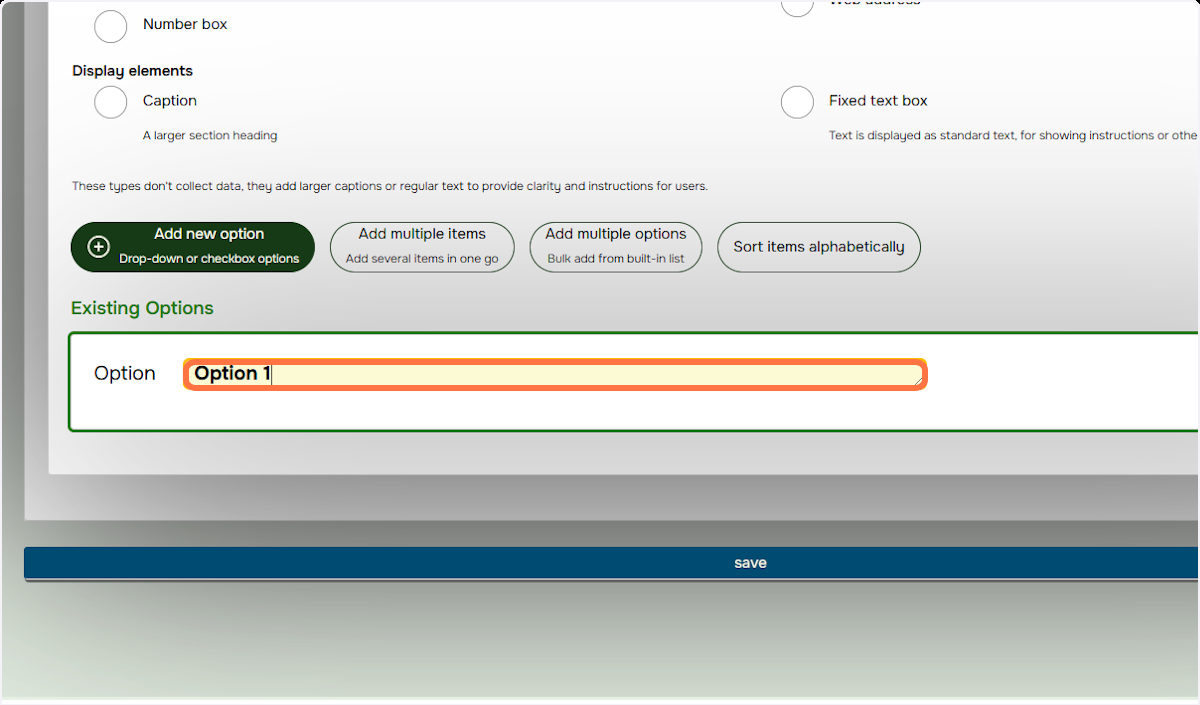 Web address
Number box
Display elements
Caption
Fixed text box
A larger section heading
Text is displayed as standard text, for showing instructions or othe
These types don't collect data, they add larger captions or regular text to provide clarity and instructions for users.
Add new option
Drop-down or checkbox options
Add multiple items
Add several items in one go
Add multiple options
Bulk add from built-in list
Sort items alphabetically
Existing Options
Option
Option 1
save